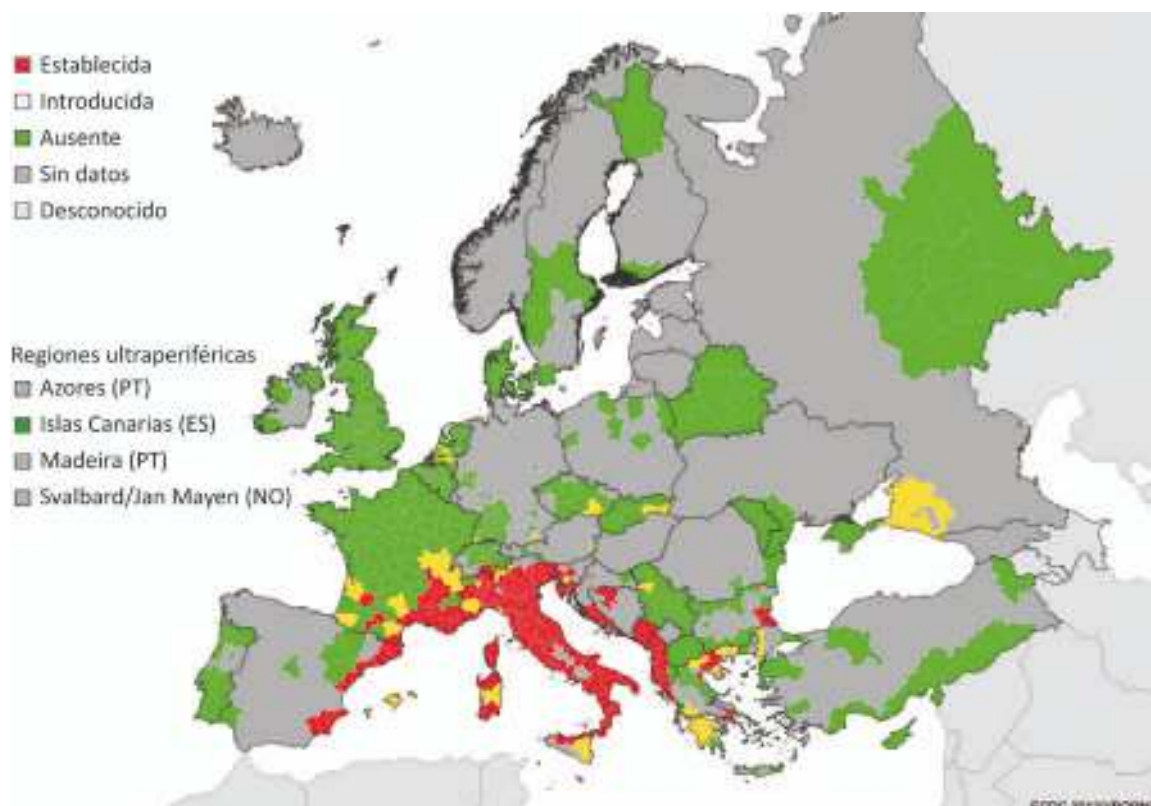 Establecida
Introducida
Ausente
Sin datos
Desconocido
Regiones ultraperiféricas
Azores (PT)
Islas Canarias (ES)
Madeira (PT)
Svalbard/Jan Mayen (NO)